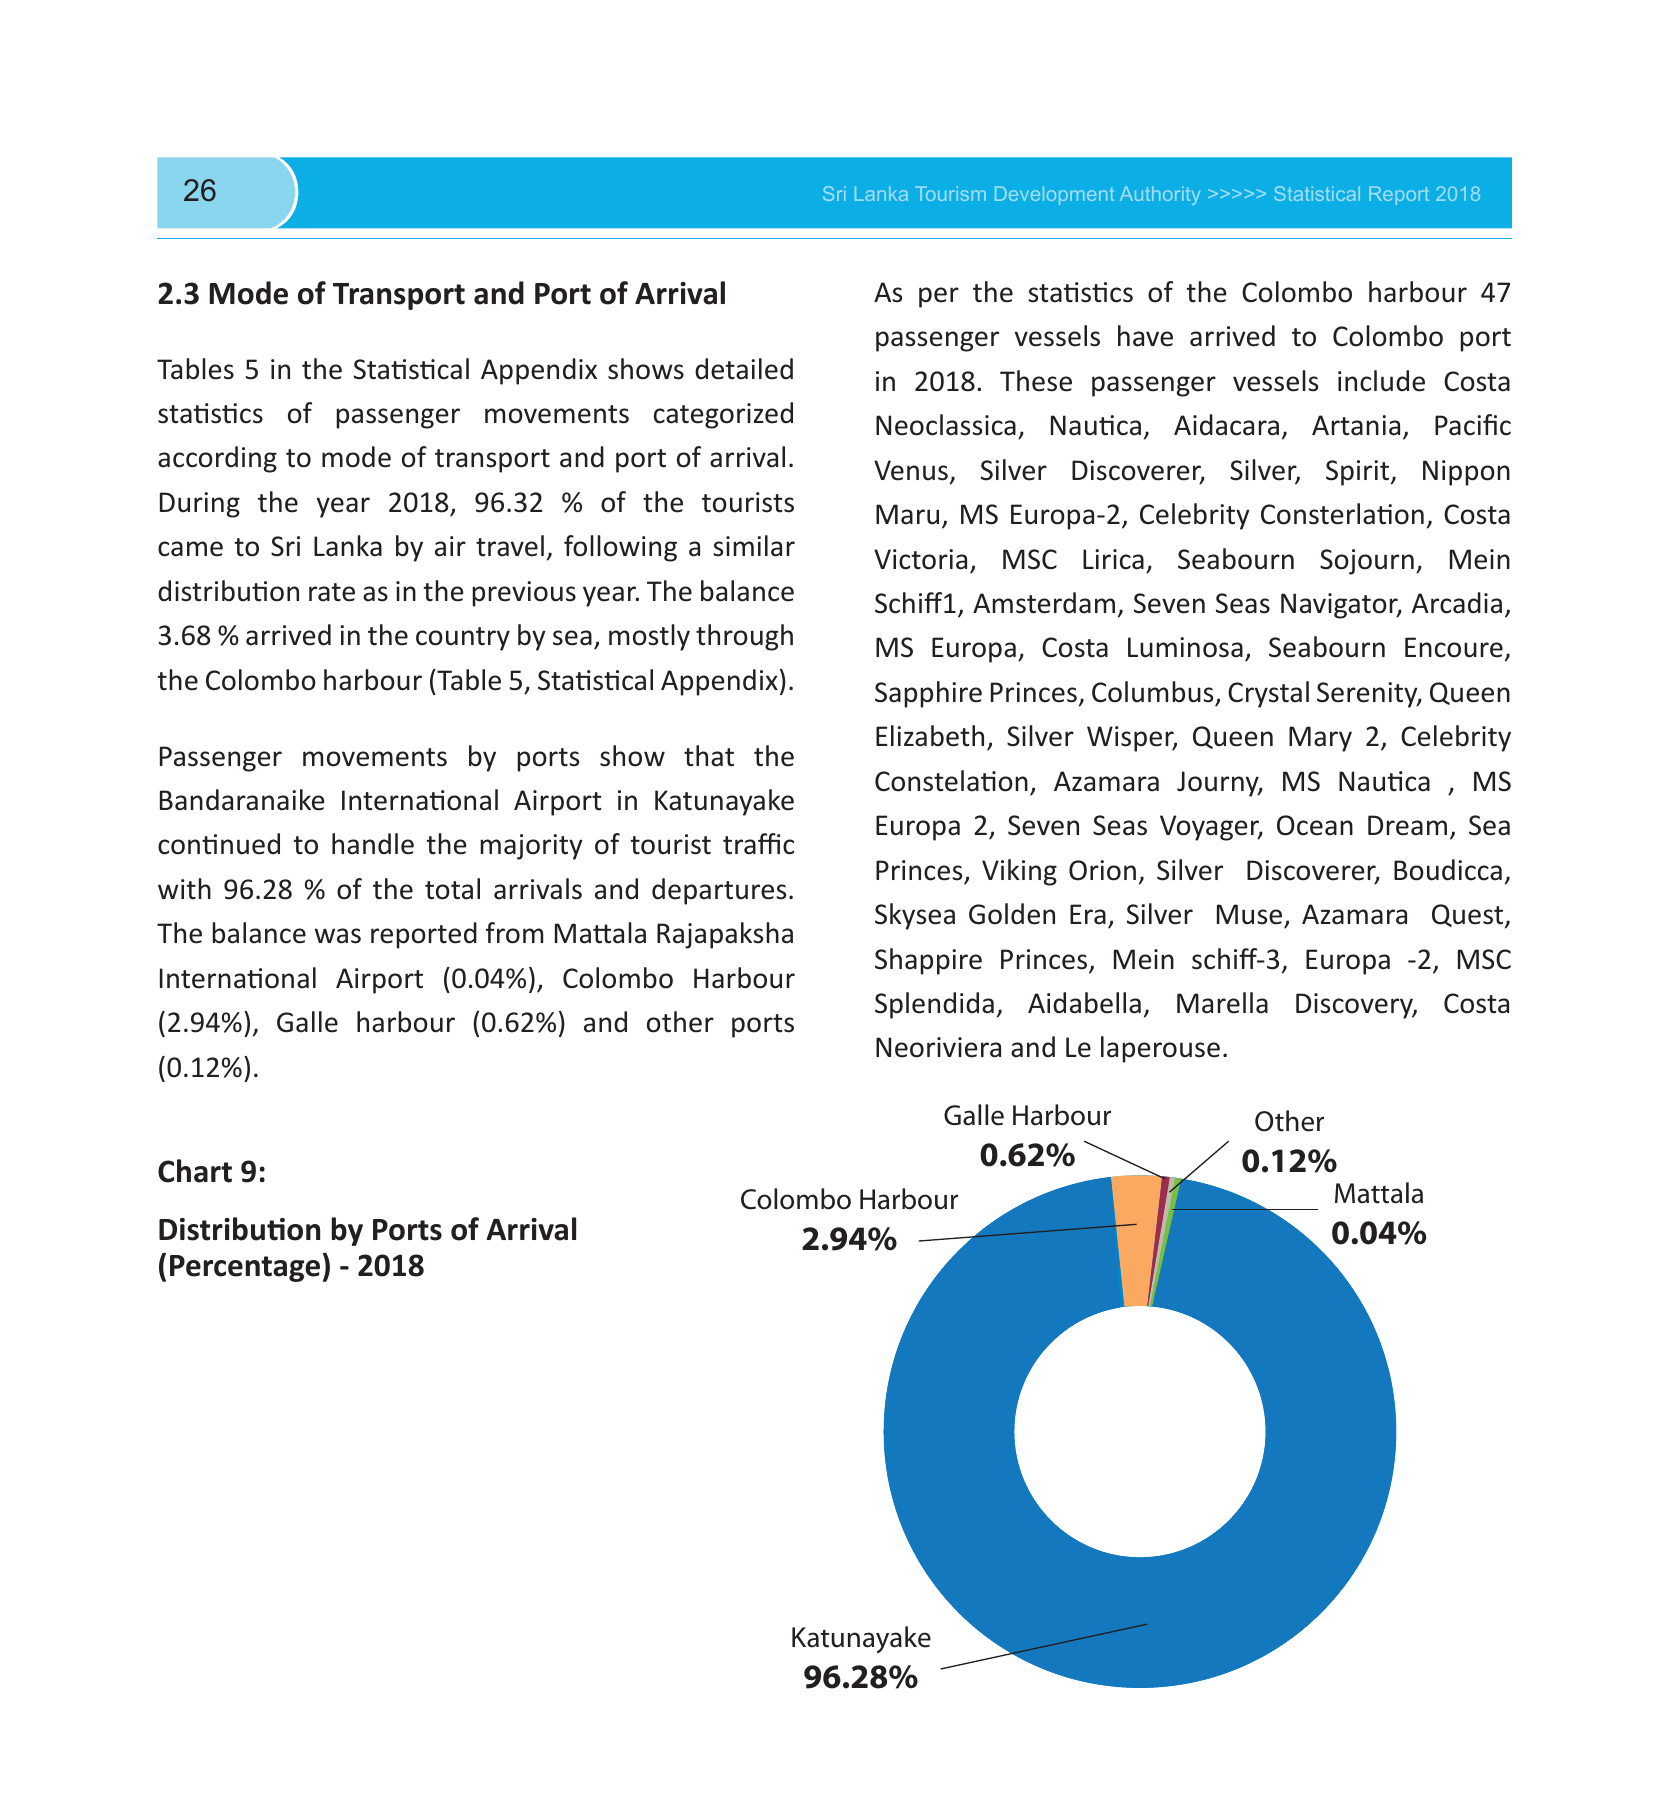 26
Sri Lanka Tourism Development Authority >>>>> Statistical Report 2018
2.3 Mode of Transport and Port of Arrival
Tables 5 in the Statistical Appendix shows detailed
statistics of passenger movements categorized
according to mode of transport and port of arrival.
During the year 2018, 96.32 % of the tourists
came to Sri Lanka by air travel, following a similar
distribution rate as in the previous year. The balance
3.68 % arrived in the country by sea, mostly through
the Colombo harbour (Table 5, Statistical Appendix).
Passenger movements by ports show that the
Bandaranaike International Airport in Katunayake
continued to handle the majority of tourist traffic
with 96.28 % of the total arrivals and departures.
The balance was reported from Mattala Rajapaksha
International Airport (0.04%), Colombo Harbour
(2.94%), Galle harbour (0.62%) and other ports
(0.12%).
As per the statistics of the Colombo harbour 47
passenger vessels have arrived to Colombo port
in 2018. These passenger vessels include Costa
Neoclassica, Nautica, Aidacara, Artania, Pacific
Venus, Silver Discoverer, Silver, Spirit, Nippon
Maru, MS Europa-2, Celebrity Consterlation, Costa
Victoria, MSC Lirica, Seabourn Sojourn, Mein
Schiff1, Amsterdam, Seven Seas Navigator, Arcadia,
MS Europa, Costa Luminosa, Seabourn Encoure,
Sapphire Princes, Columbus, Crystal Serenity, Queen
Elizabeth, Silver Wisper, Queen Mary 2, Celebrity
Constelation, Azamara Journy, MS Nautica , MS
Europa 2, Seven Seas Voyager, Ocean Dream, Sea
Princes, Viking Orion, Silver Discoverer, Boudicca,
Skysea Golden Era, Silver Muse, Azamara Quest,
Shappire Princes, Mein schiff-3, Europa -2, MSC
Splendida, Aidabella, Marella Discovery, Costa
Neoriviera and Le laperouse.
Chart 9:
Distribution by Ports of Arrival
(Percentage) - 2018
Galle Harbour
0.62%
Other
0.12%
Colombo Harbour
2.94%
Mattala
0.04%
Katunayake
96.28%